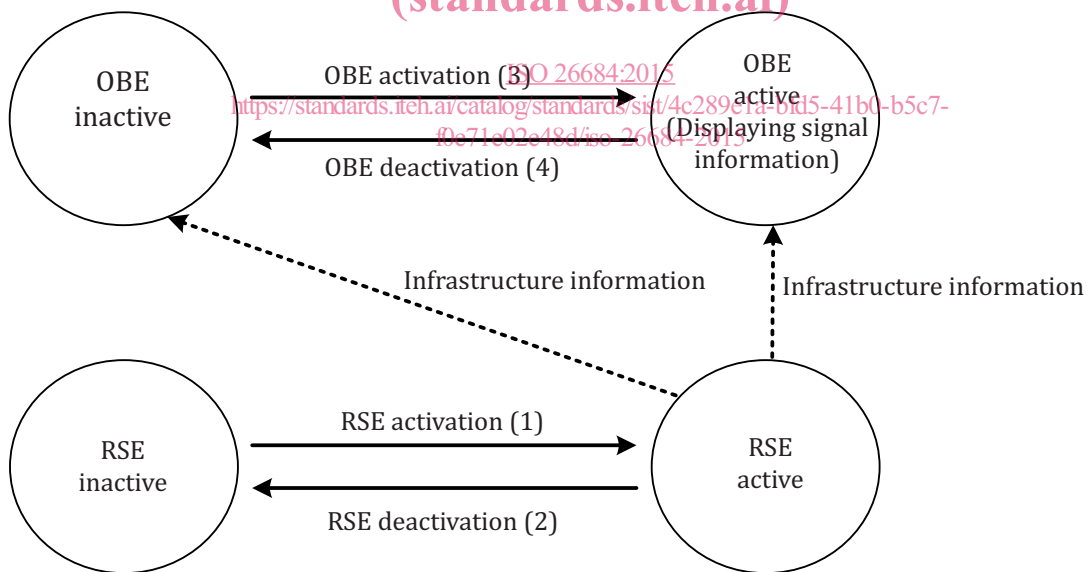 (standards.iteh.ai)
OBE
inactive
OBE activation (3)
ISO 26684:2015
OBE
active
(Displaying signal
information)
https://standards.iteh.ai/catalog/standards/sist/4c289e1a-bfd5-41b0-b5c7-
f0e71e02e48d/iso-26684-2015
OBE deactivation (4)
Infrastructure information
Infrastructure information
RSE
inactive
RSE activation (1)
RSE
active
RSE deactivation (2)